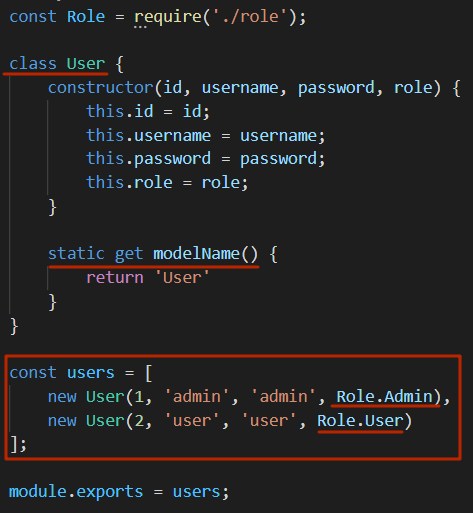 const Role = require('./role');
class User {
constructor(id, username, password, role) {
this.id = id;
this.username = username;
this.password = password;
this.role = role;
}
static get modelName() {
return 'User'
}
}
const users = [
new User(1, 'admin', 'admin', Role.Admin),
new User(2, 'user', 'user', Role.User)
];
module.exports = users;